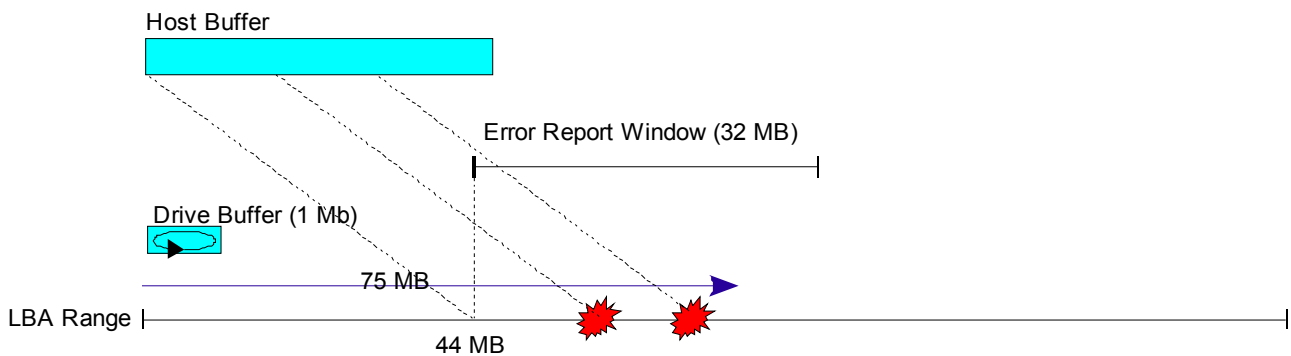 Host Buffer
Error Report Window (32 MB)
Drive Buffer (1 Mb)
75 MB
LBA Range
44 MB